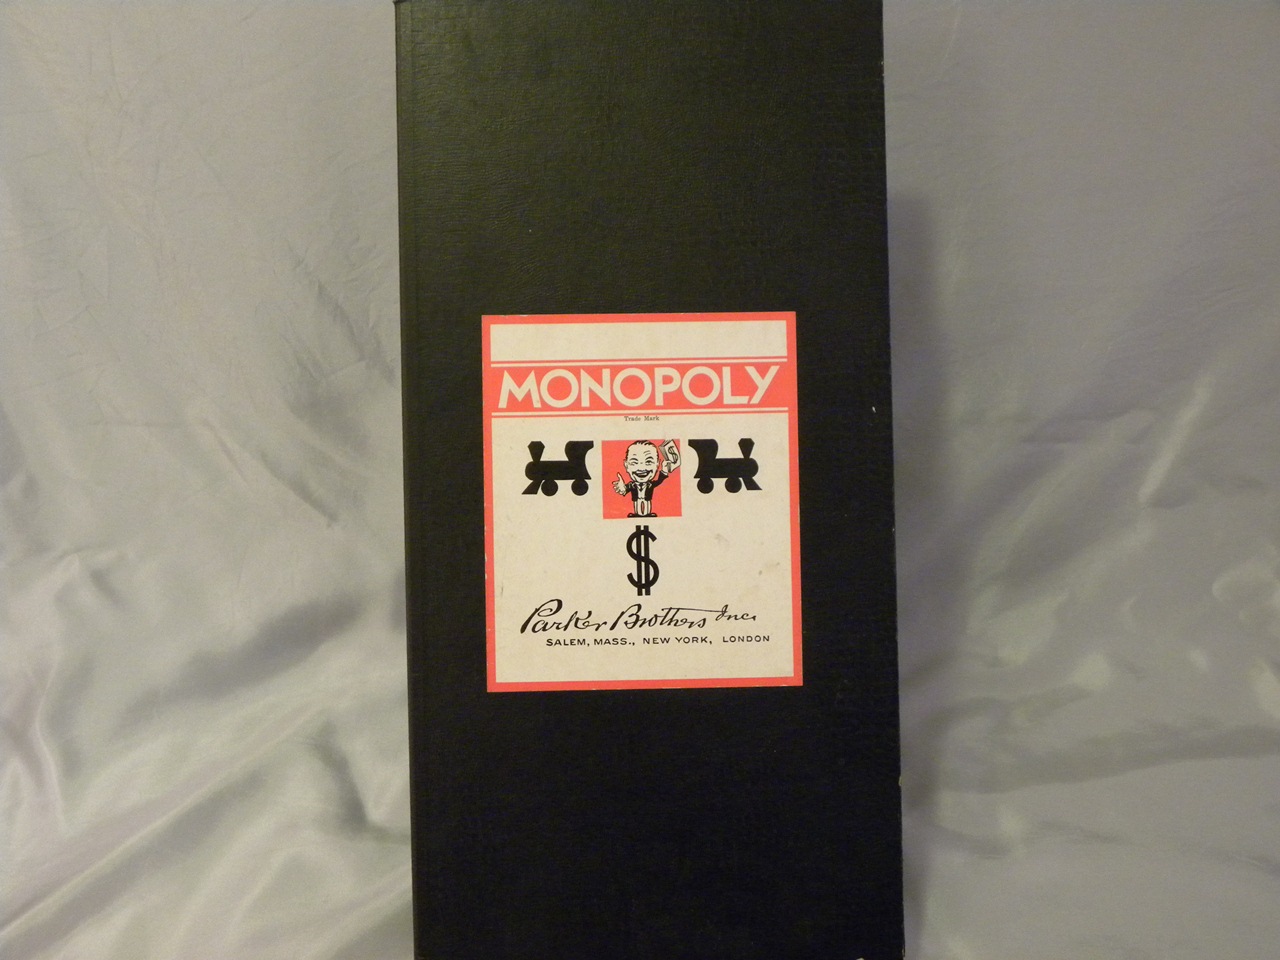 MONOPOLY
Trade Mark
$
$
Parker Brothers Inc.
SALEM, MASS., NEW YORK, LONDON